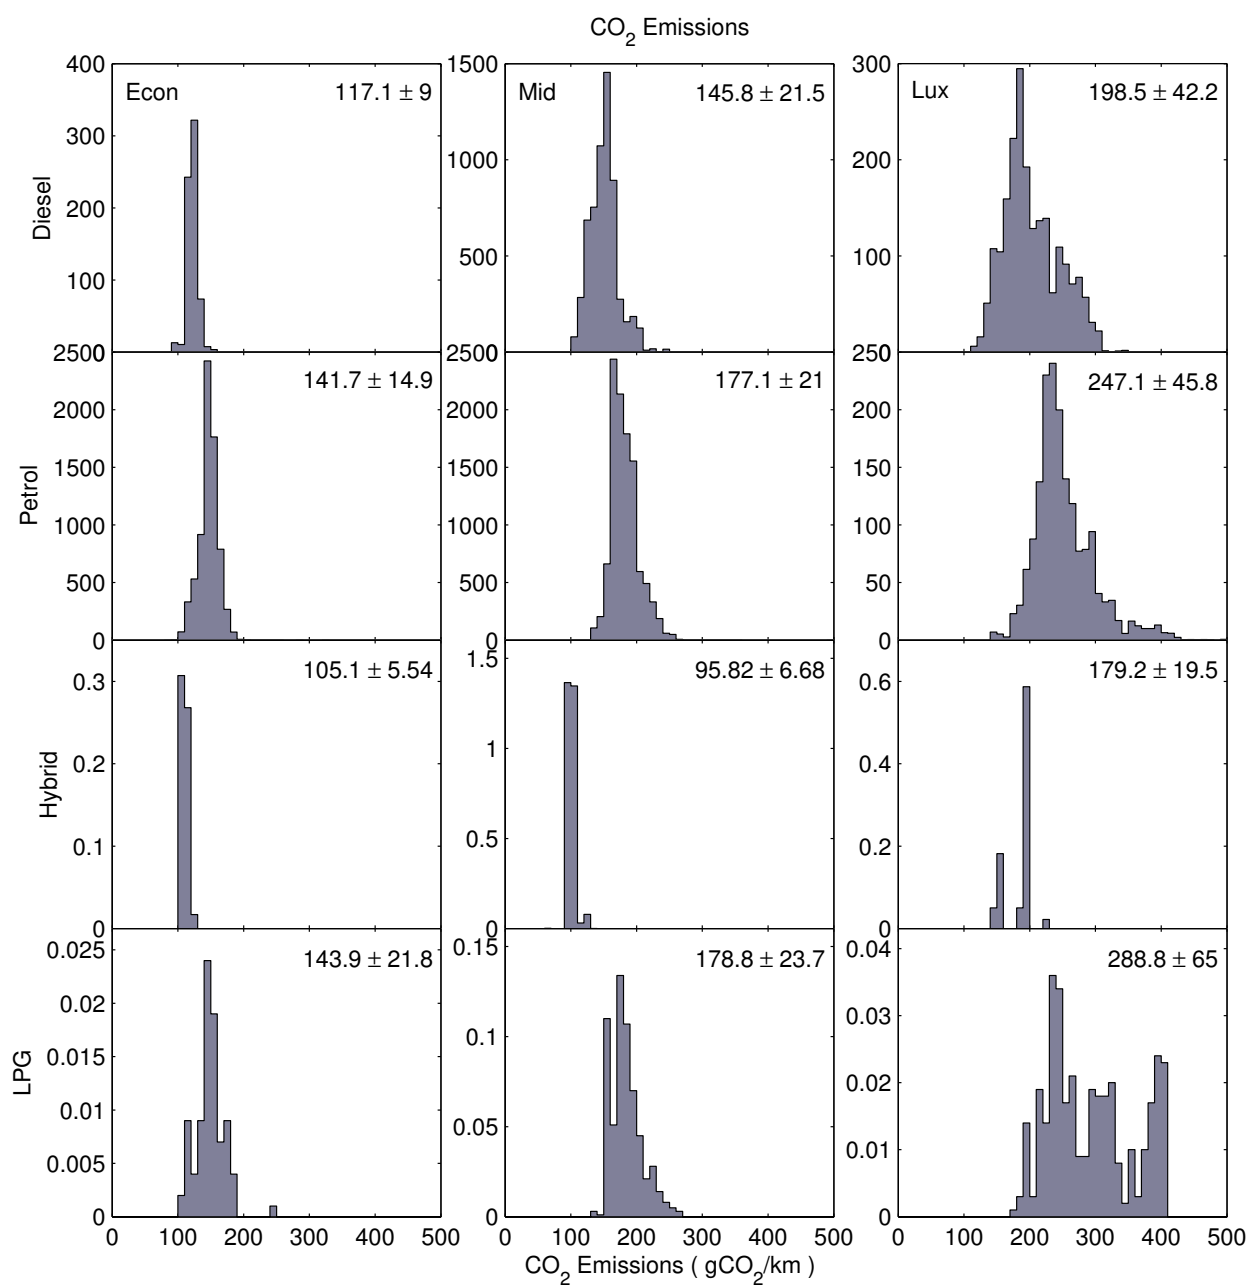 CO2 Emissions
400
300
200
100
Diesel
Econ
117.1 ± 9
1500
1000
500
Mid
145.8 ± 21.5
300
200
100
Lux
198.5 ± 42.2
0
2500
2000
1500
1000
500
0
Petrol
141.7 ± 14.9
0
2500
2000
1500
1000
500
0
177.1 ± 21
0
250
200
150
100
50
0
247.1 ± 45.8
0.3
0.2
0.1
0
Hybrid
105.1 ± 5.54
1.5
1
0.5
0
95.82 ± 6.68
0.6
0.4
0.2
0
179.2 ± 19.5
0.025
0.02
0.015
0.01
0.005
0
LPG
143.9 ± 21.8
0.15
0.1
0.05
0
178.8 ± 23.7
0.04
0.03
0.02
0.01
0
288.8 ± 65
0 100 200 300 400 500
0 100 200 300 400 500
0 100 200 300 400 500
CO2 Emissions ( gCO2/km )